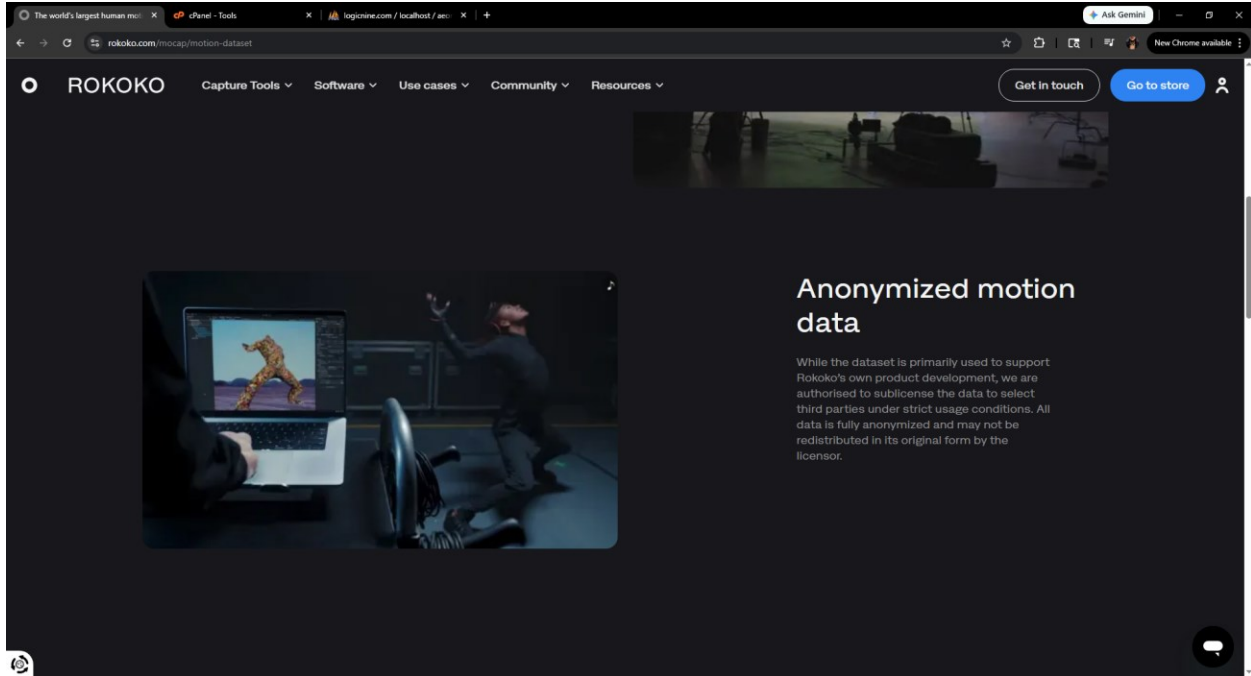 The world's largest human mot
cPanel - Tools
logicnine.com / localhost / aec
Ask Gemini
rokoko.com/mocap/motion-dataset
New Chrome available
ROKOKO
Capture Tools
Software
Use cases
Community
Resources
Get in touch
Go to store
Anonymized motion
data
While the dataset is primarily used to support
Rokoko's own product development, we are
authorised to sublicense the data to select
third parties under strict usage conditions. All
data is fully anonymized and may not be
redistributed in its original form by the
licensor.